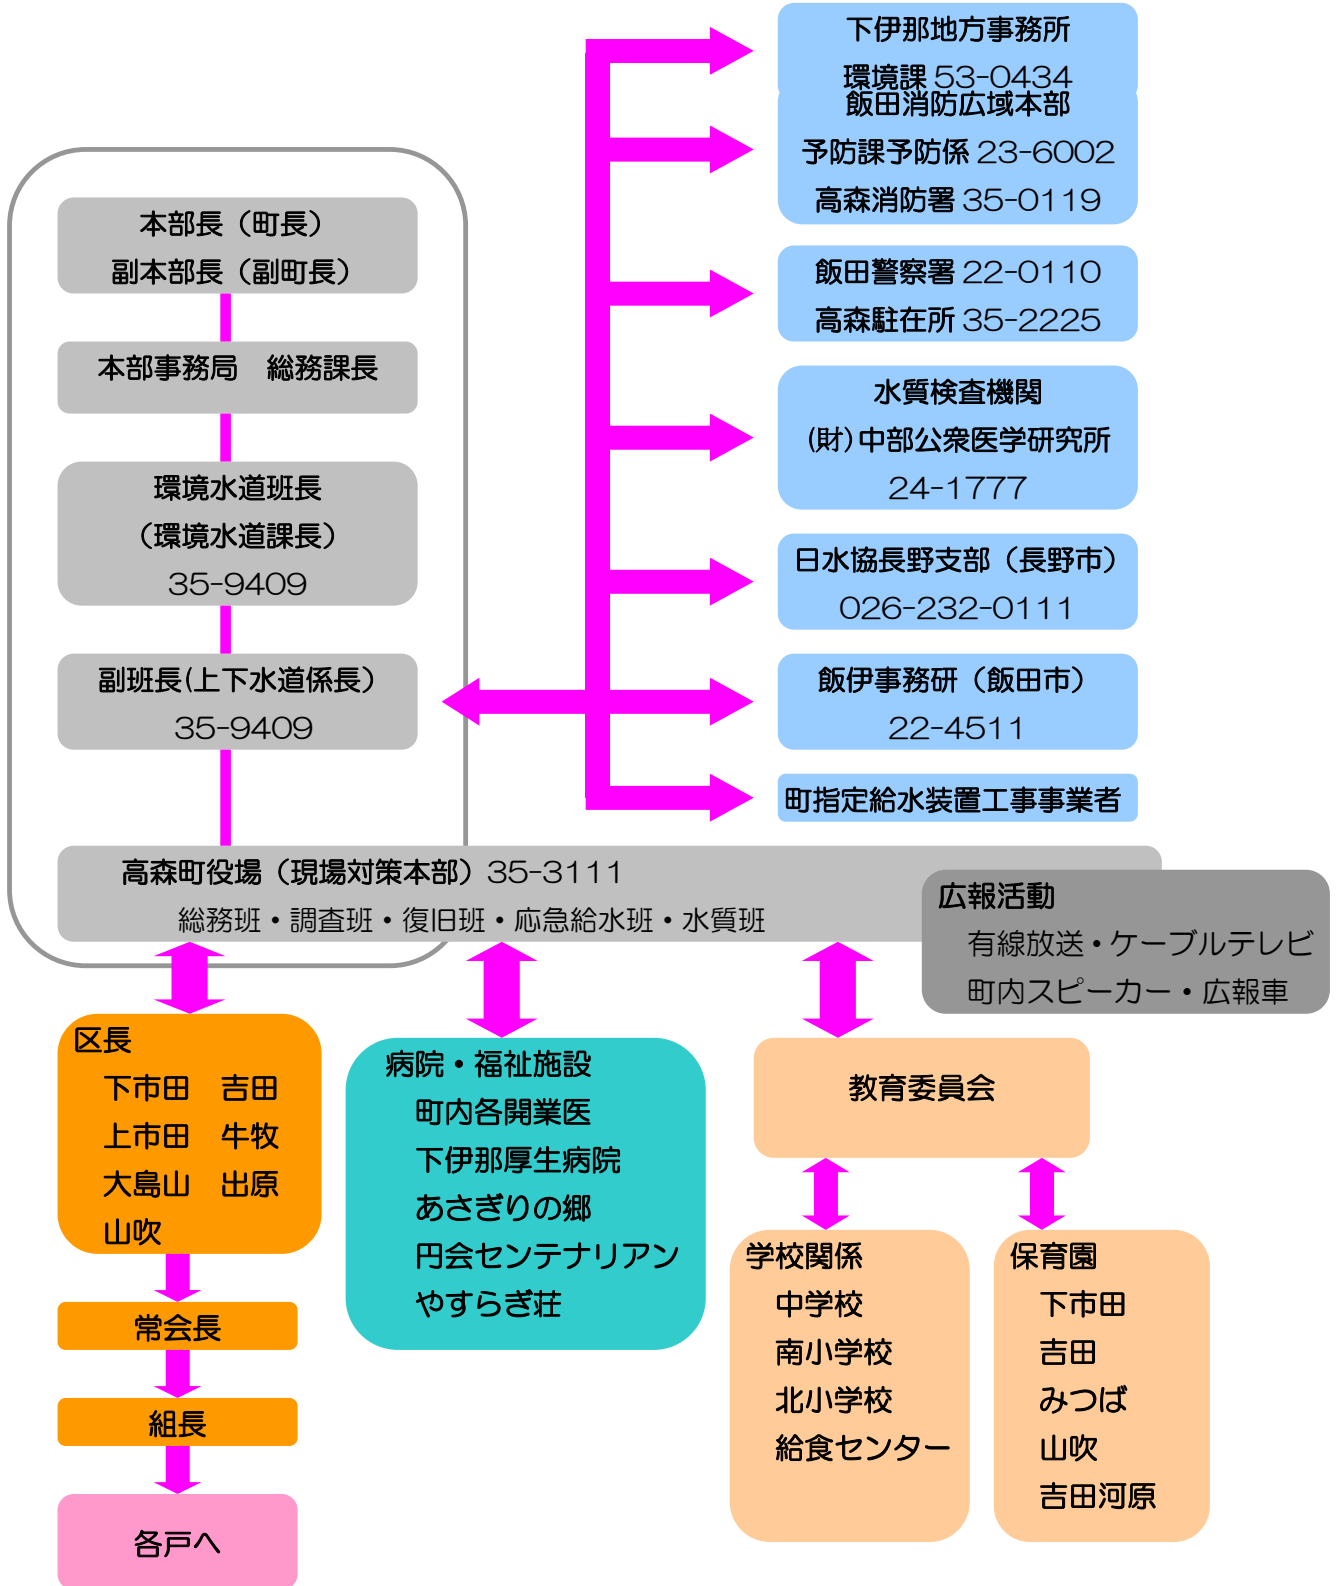 下伊那地方事務所
環境課 53-0434
飯田消防広域本部
予防課予防係 23-6002
高森消防署 35-0119
飯田警察署 22-0110
高森駐在所 35-2225
水質検査機関
(財)中部公衆医学研究所
24-1777
日水協長野支部（長野市）
026-232-0111
飯伊事務研（飯田市）
22-4511
町指定給水装置工事事業者
本部長（町長）
副本部長（副町長）
本部事務局　総務課長
環境水道班長
（環境水道課長）
35-9409
副班長(上下水道係長）
35-9409
高森町役場（現場対策本部）35-3111
総務班・調査班・復旧班・応急給水班・水質班
広報活動
有線放送・ケーブルテレビ
町内スピーカー・広報車
区長
下市田　吉田
上市田　牛牧
大島山　出原
山吹
常会長
組長
各戸へ
病院・福祉施設
町内各開業医
下伊那厚生病院
あさぎりの郷
円会センテナリアン
やすらぎ荘
教育委員会
学校関係
中学校
南小学校
北小学校
給食センター
保育園
下市田
吉田
みつば
山吹
吉田河原